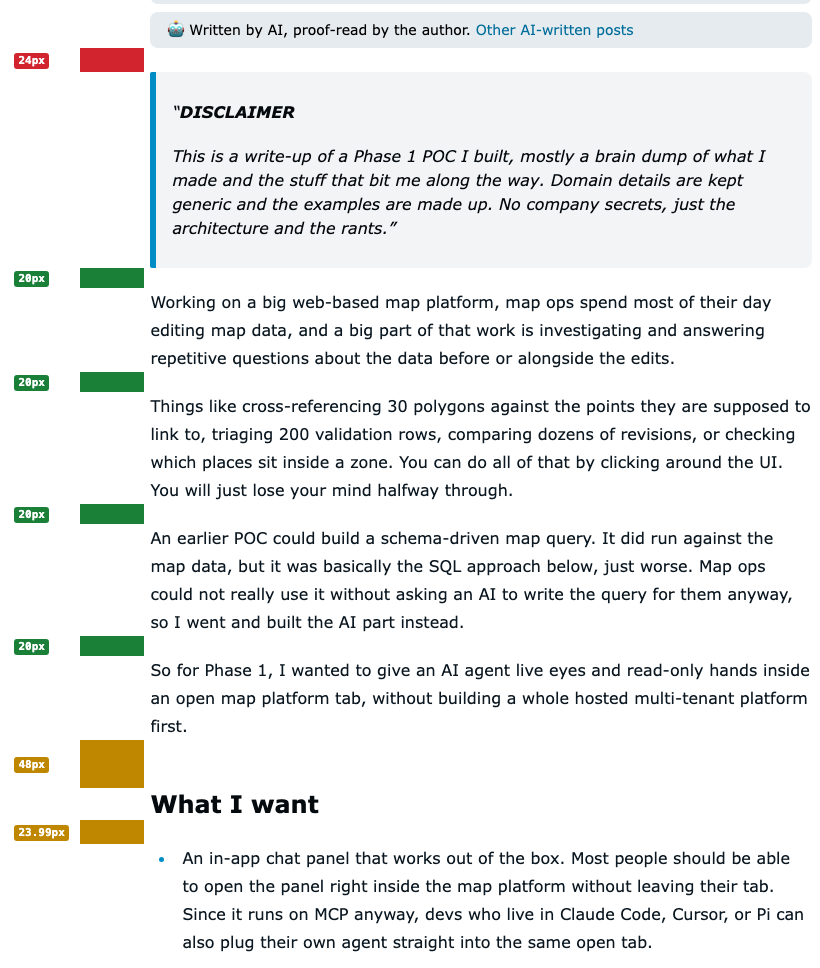 🤖 Written by AI, proof-read by the author. Other AI-written posts
24px
“DISCLAIMER
This is a write-up of a Phase 1 POC I built, mostly a brain dump of what I
made and the stuff that bit me along the way. Domain details are kept
generic and the examples are made up. No company secrets, just the
architecture and the rants.”
20px
Working on a big web-based map platform, map ops spend most of their day
editing map data, and a big part of that work is investigating and answering
repetitive questions about the data before or alongside the edits.
20px
Things like cross-referencing 30 polygons against the points they are supposed to
link to, triaging 200 validation rows, comparing dozens of revisions, or checking
which places sit inside a zone. You can do all of that by clicking around the UI.
You will just lose your mind halfway through.
20px
An earlier POC could build a schema-driven map query. It did run against the
map data, but it was basically the SQL approach below, just worse. Map ops
could not really use it without asking an AI to write the query for them anyway,
so I went and built the AI part instead.
20px
So for Phase 1, I wanted to give an AI agent live eyes and read-only hands inside
an open map platform tab, without building a whole hosted multi-tenant platform
first.
48px
What I want
23.99px
• An in-app chat panel that works out of the box. Most people should be able
to open the panel right inside the map platform without leaving their tab.
Since it runs on MCP anyway, devs who live in Claude Code, Cursor, or Pi can
also plug their own agent straight into the same open tab.